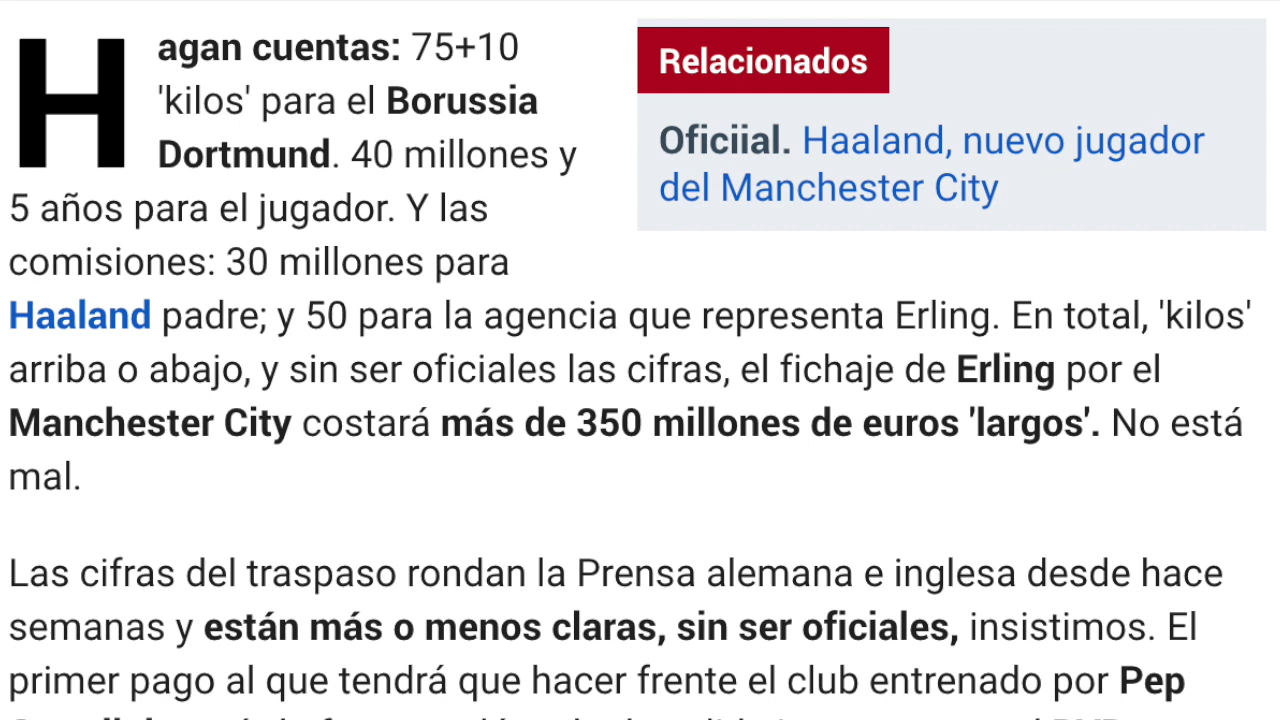 Hagan cuentas: 75+10
'kilos' para el Borussia
Dortmund. 40 millones y
5 años para el jugador. Y las
comisiones: 30 millones para
Haaland padre; y 50 para la agencia que representa Erling. En total, 'kilos'
arriba o abajo, y sin ser oficiales las cifras, el fichaje de Erling por el
Manchester City costará más de 350 millones de euros 'largos'. No está
mal.
Relacionados
Oficiial. Haaland, nuevo jugador
del Manchester City
Las cifras del traspaso rondan la Prensa alemana e inglesa desde hace
semanas y están más o menos claras, sin ser oficiales, insistimos. El
primer pago al que tendrá que hacer frente el club entrenado por Pep